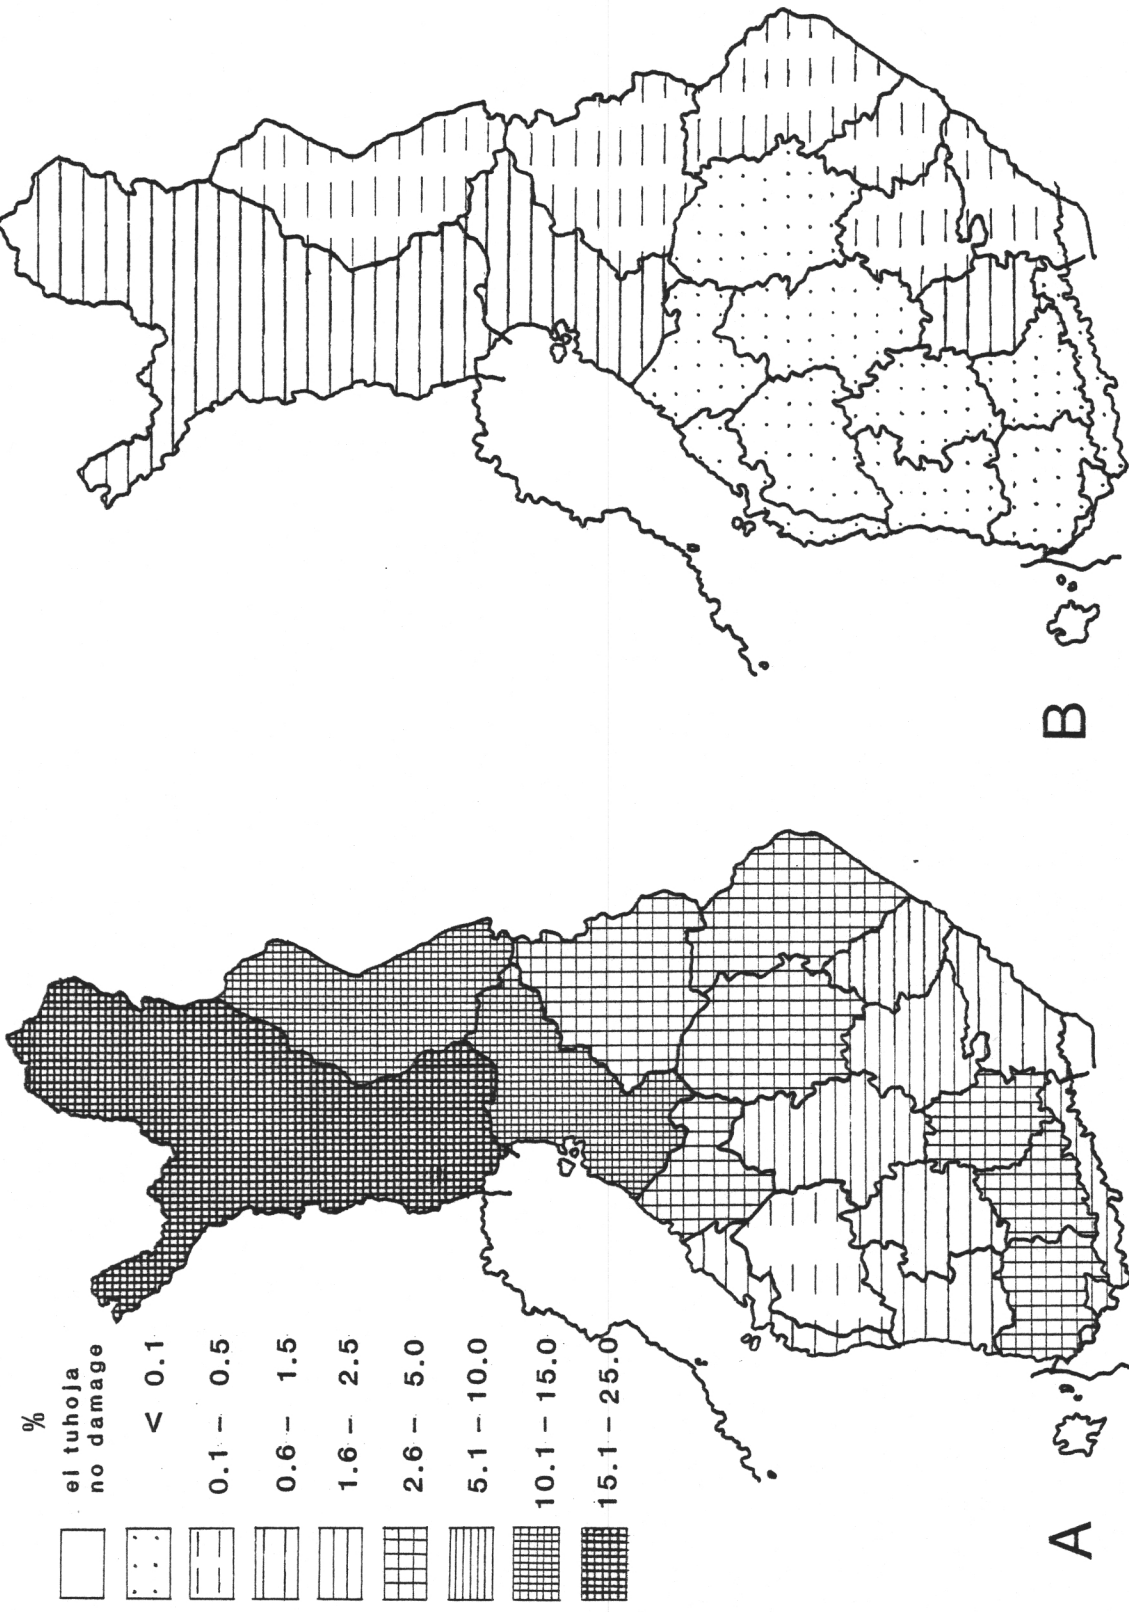 %
ei tuhoja
no damage
< 0.1
0.1 – 0.5
0.6 – 1.5
1.6 – 2.5
2.6 – 5.0
5.1 – 10.0
10.1 – 15.0
15.1 – 25.0
A
B